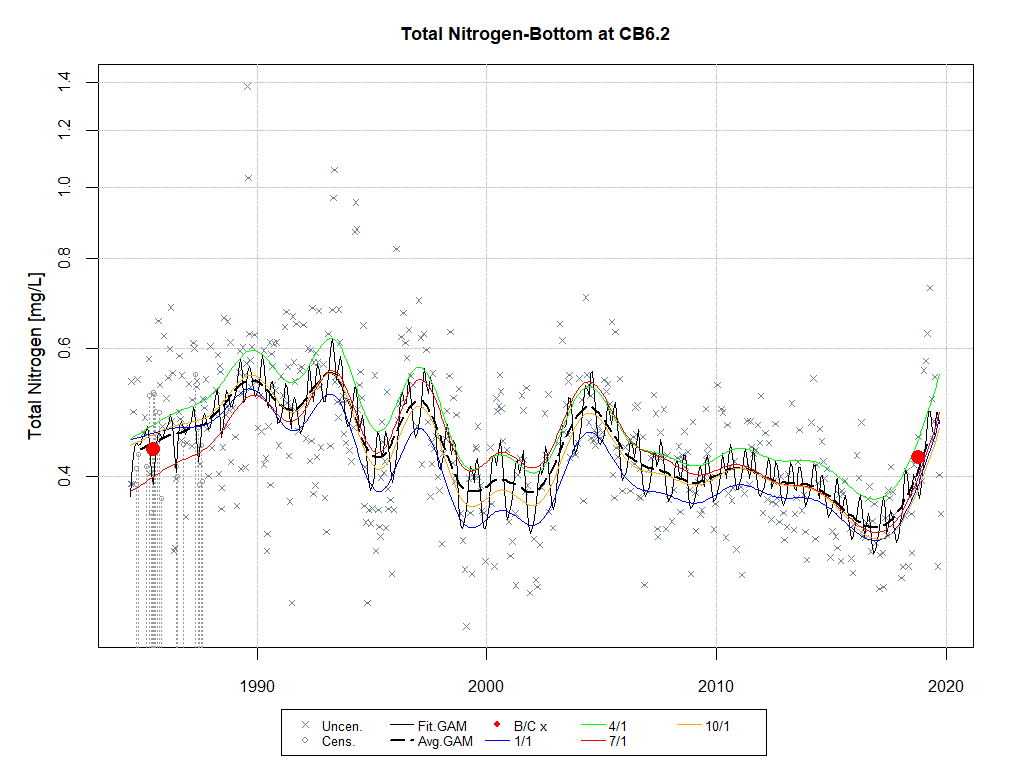 Total Nitrogen-Bottom at CB6.2
Total Nitrogen [mg/L]
1.4
1.2
1.0
0.8
0.6
0.4
1990 2000 2010 2020
Uncen. Fit.GAM B/C x 4/1 10/1
Cens. Avg.GAM 1/1 7/1